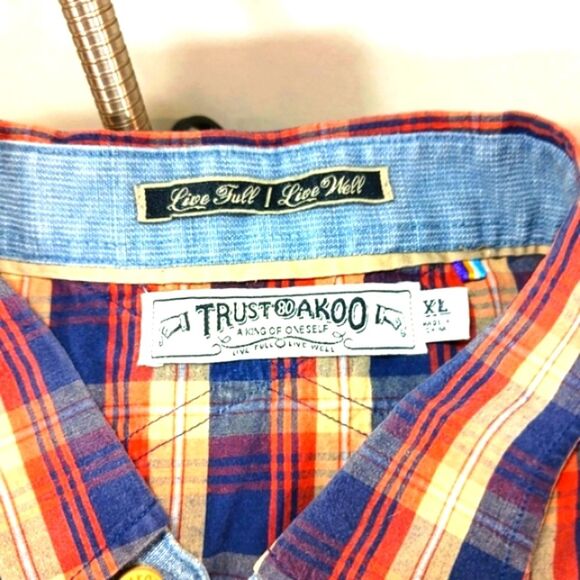 Live Full | Live Well
TRUST AKOO
A KING OF ONESELF
LIVE FULL LIVE WELL
XL